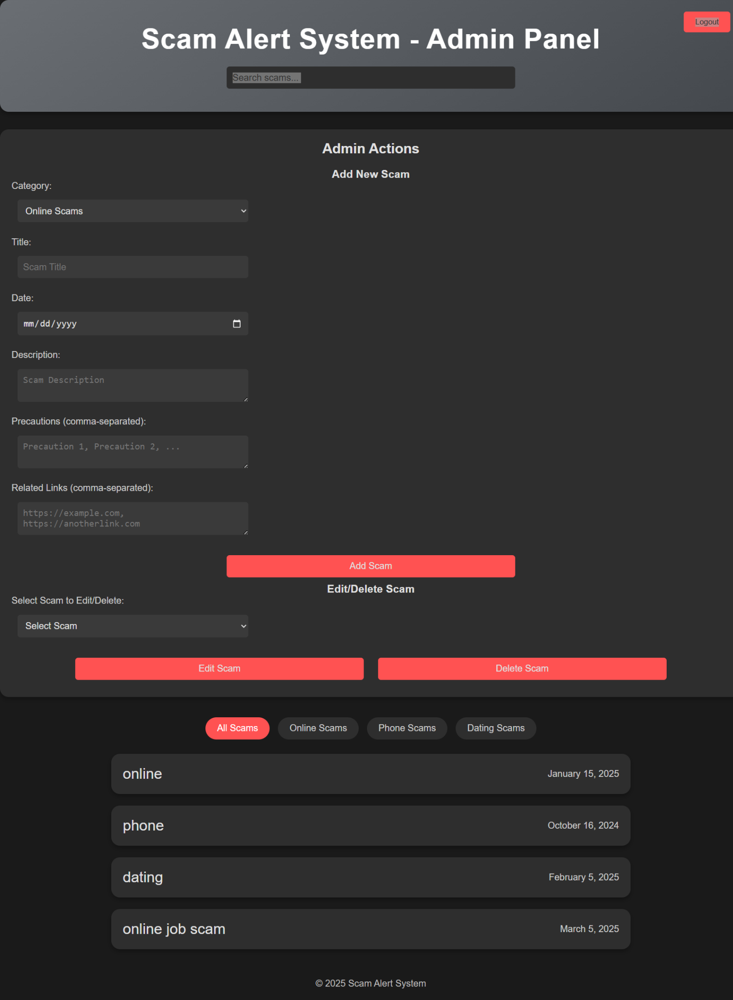 Logout
Scam Alert System - Admin Panel
Search scams...
Admin Actions
Add New Scam
Category:
Online Scams
Title:
Scam Title
Date:
mm/dd/yyyy
Description:
Scam Description
Precautions (comma-separated):
Precaution 1, Precaution 2, ...
Related Links (comma-separated):
https://example.com,
https://anotherlink.com
Add Scam
Edit/Delete Scam
Select Scam to Edit/Delete:
Select Scam
Edit Scam Delete Scam
All Scams Online Scams Phone Scams Dating Scams
online January 15, 2025
phone October 16, 2024
dating February 5, 2025
online job scam March 5, 2025
© 2025 Scam Alert System